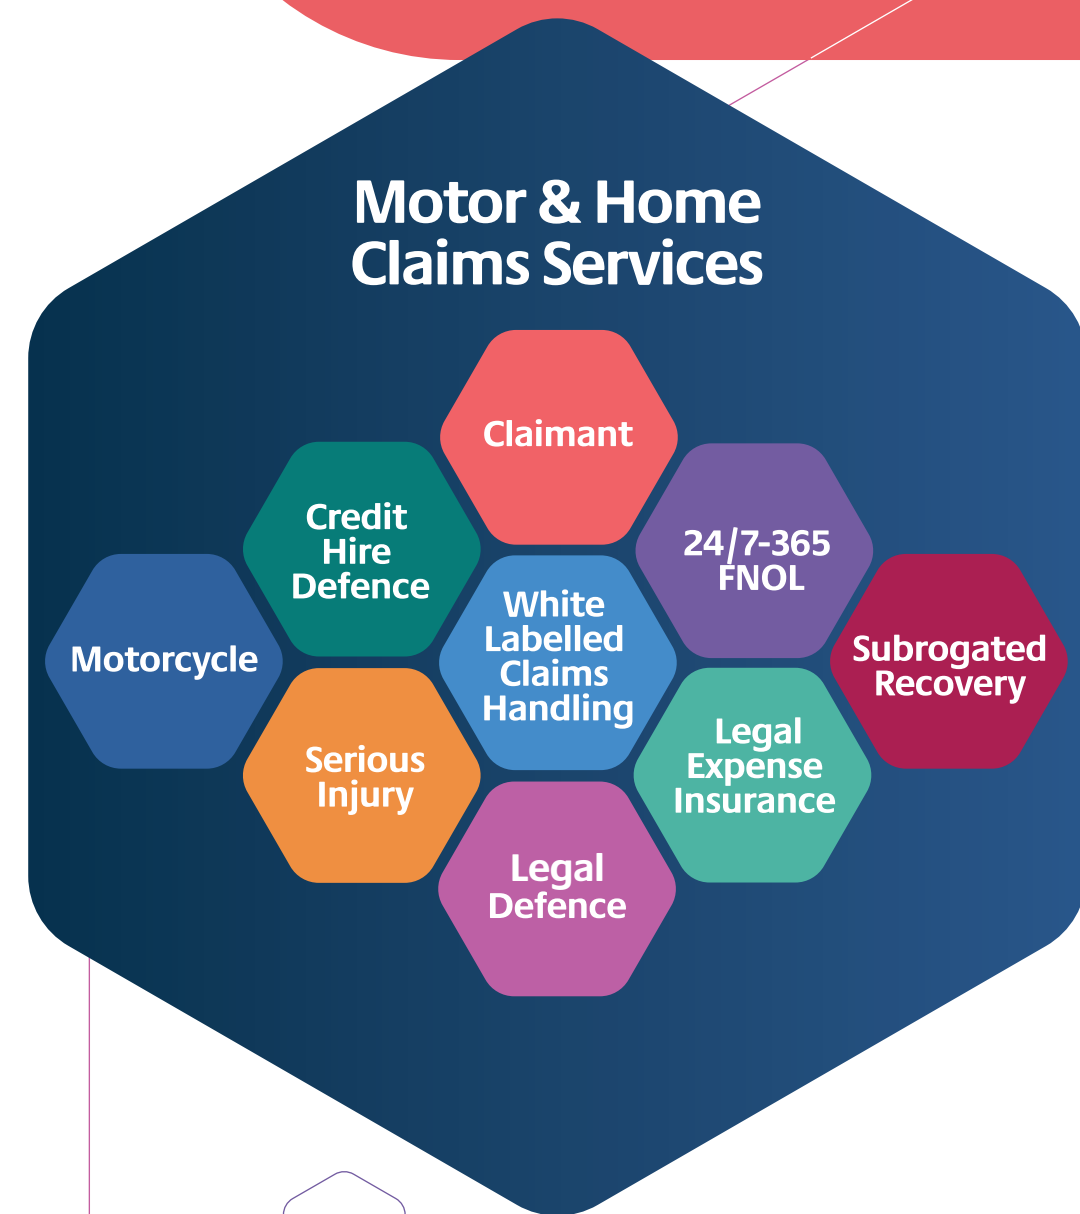 Motor & Home
Claims Services
Claimant
Credit
Hire
Defence
24/7-365
FNOL
Motorcycle
White
Labelled
Claims
Handling
Subrogated
Recovery
Serious
Injury
Legal
Expense
Insurance
Legal
Defence